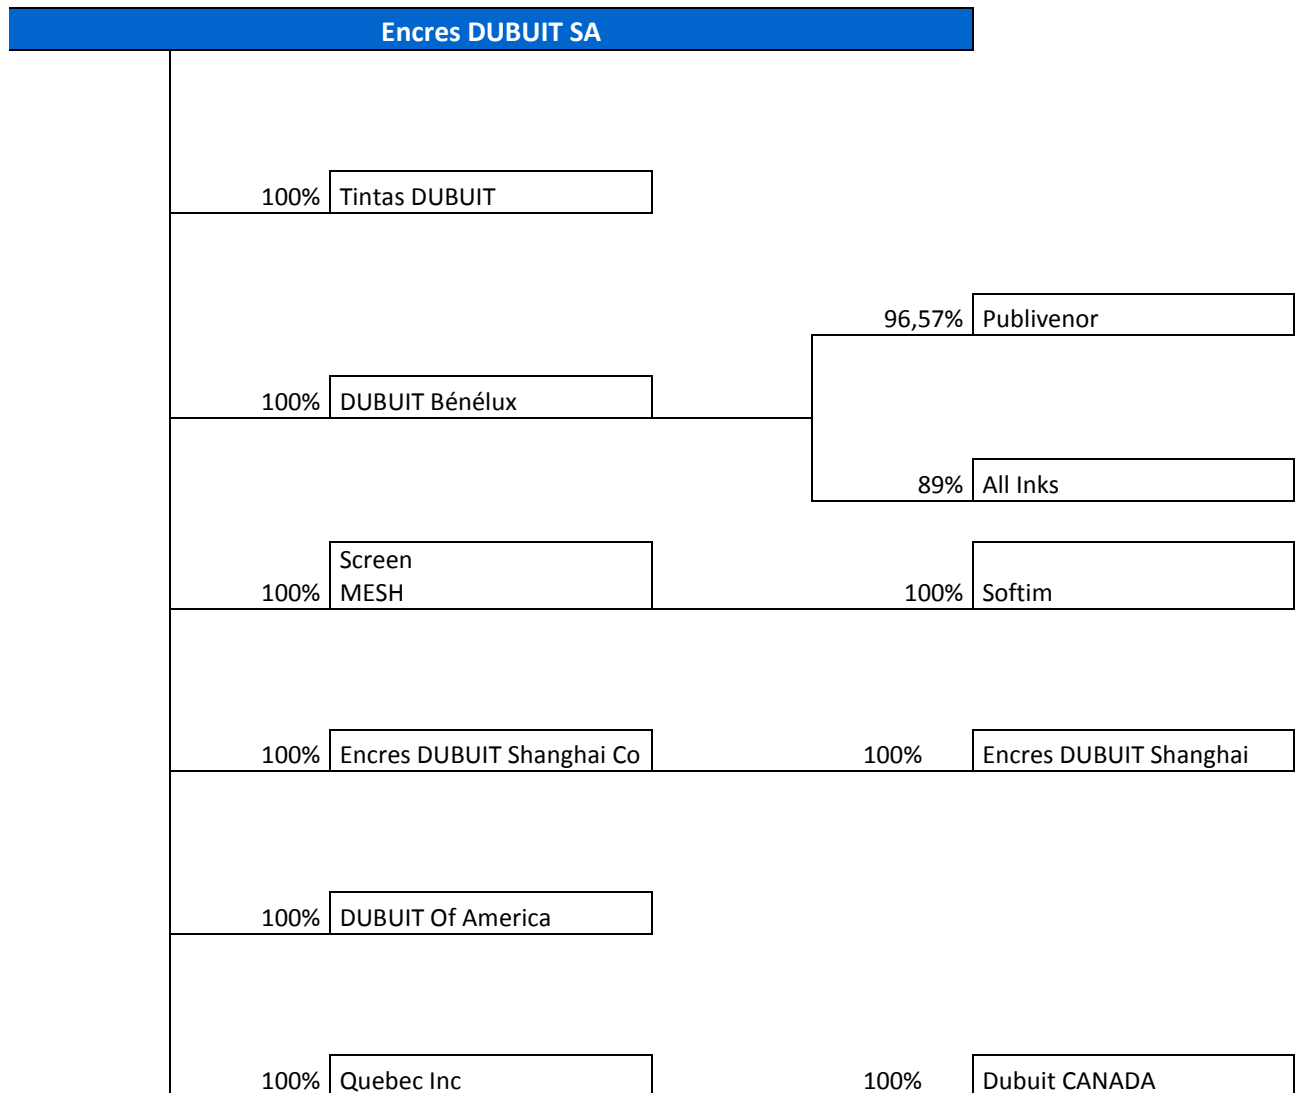 Encres DUBUIT SA
100% Tintas DUBUIT
96,57% Publivenor
100% DUBUIT Bénélux
89% All Inks
Screen
100% MESH 100% Softim
100% Encres DUBUIT Shanghai Co 100% Encres DUBUIT Shanghai
100% DUBUIT Of America
100% Quebec Inc 100% Dubuit CANADA